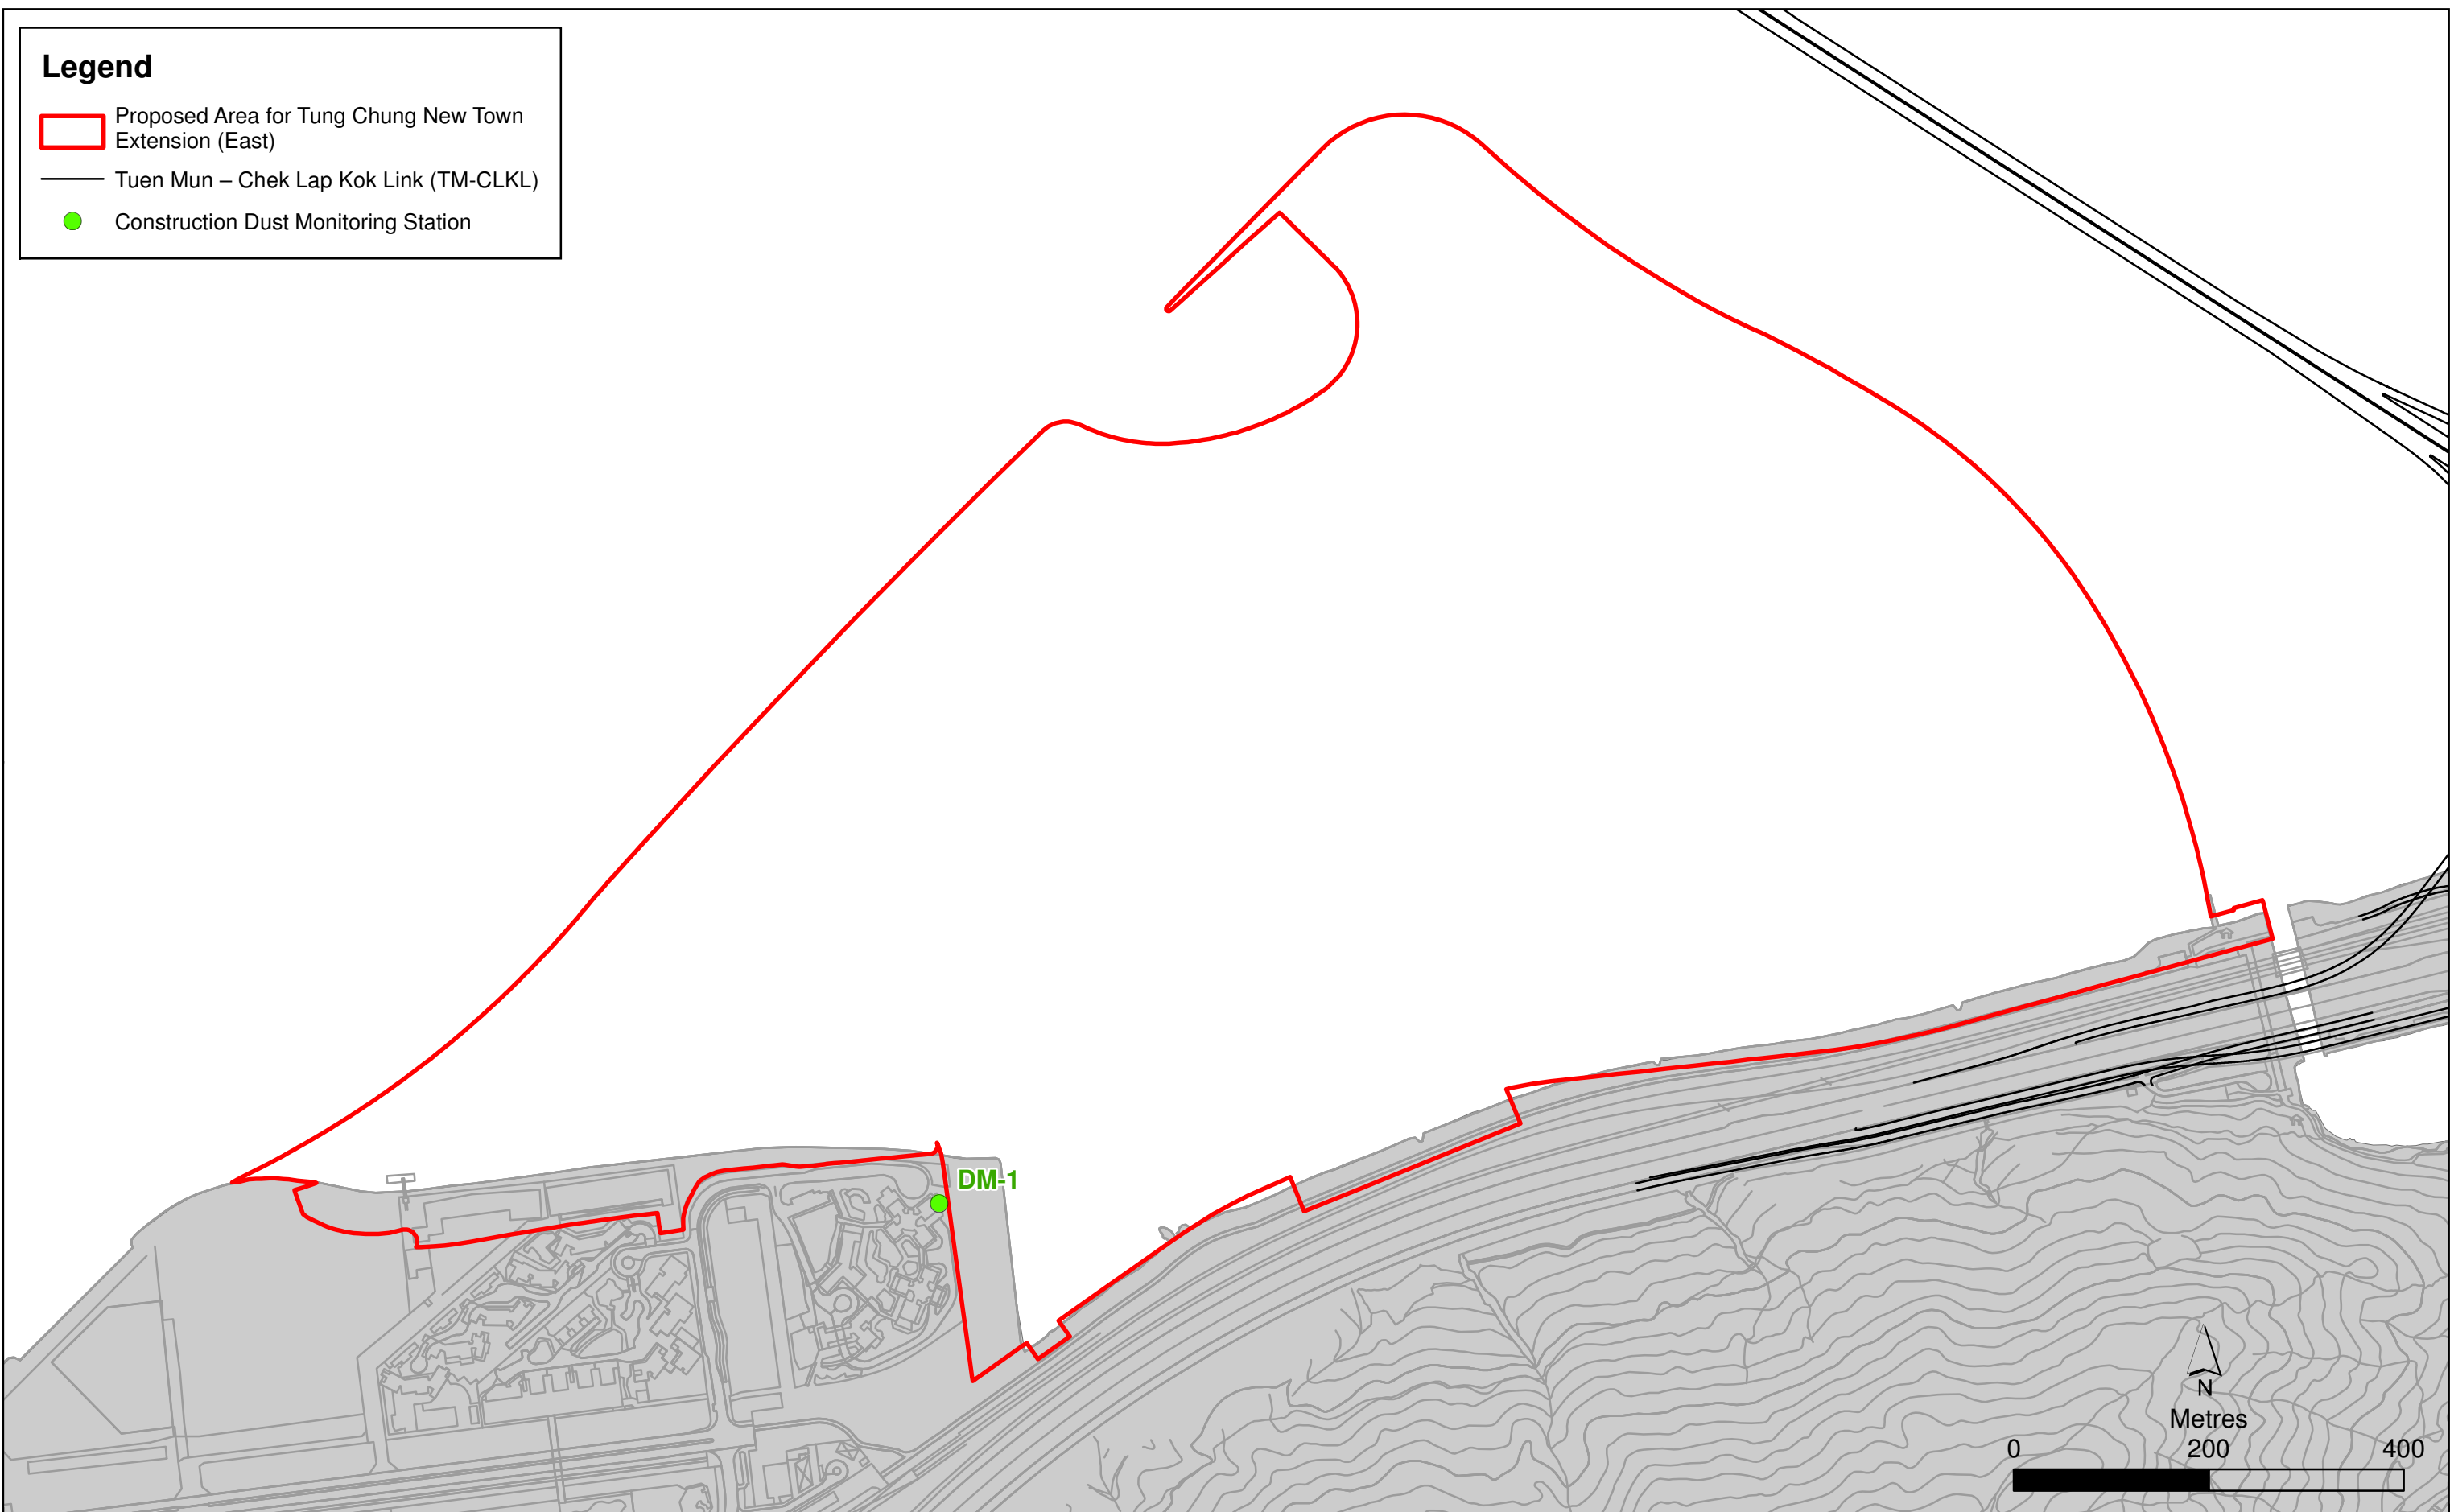 Legend
Proposed Area for Tung Chung New Town
Extension (East)
Tuen Mun – Chek Lap Kok Link (TM-CLKL)
Construction Dust Monitoring Station
DM-1
N
Metres
0 200 400